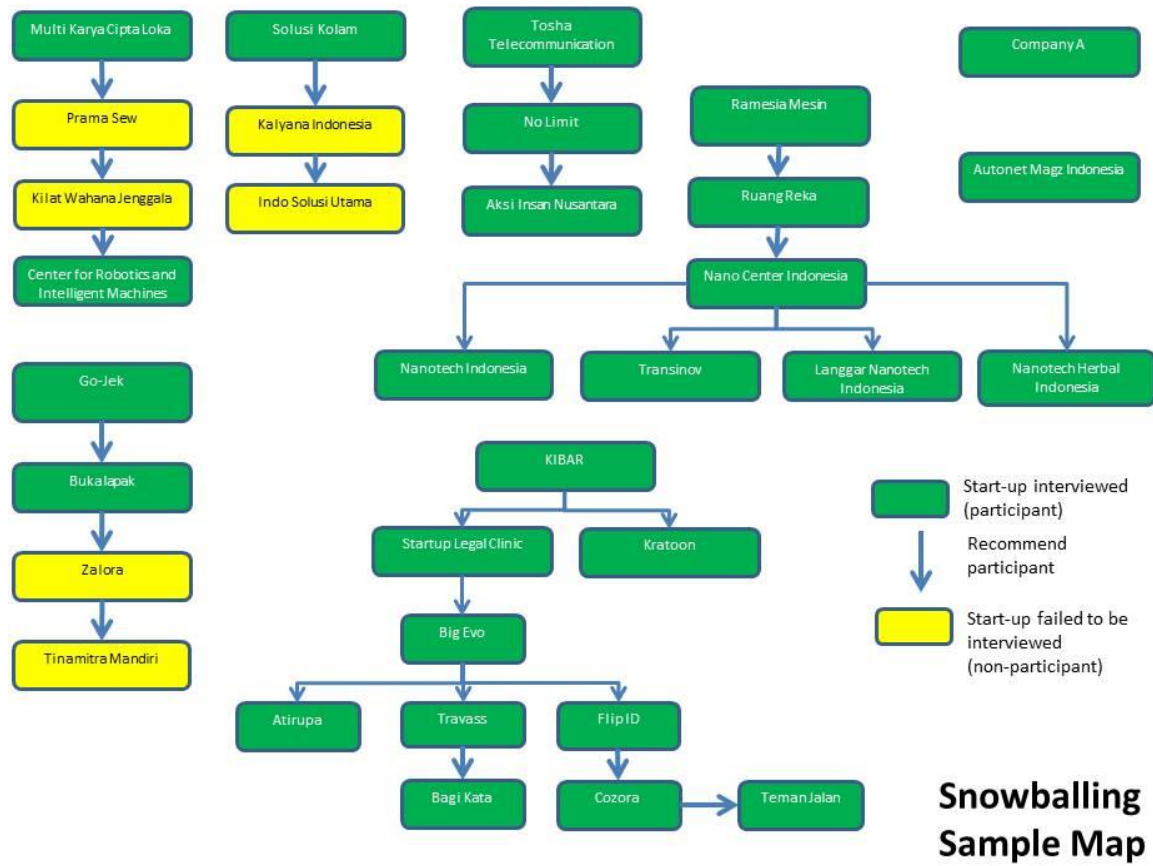 Multi Karya Cipta Loka
Prama Sew
Kilat Wahana Jenggala
Center for Robotics and
Intelligent Machines
Solusi Kolam
Kalyana Indonesia
Indo Solusi Utama
Tosha
Telecommunication
No Limit
Aksi Insan Nusantara
Ramesia Mesin
Ruang Reka
Nano Center Indonesia
Nanotech Indonesia
Transinov
Langgar Nanotech
Indonesia
Nanotech Herbal
Indonesia
Company A
Autonet Magz Indonesia
Go-Jek
Bukalapak
Zalora
Tinamitra Mandiri
KIBAR
Startup Legal Clinic
Kratoon
Big Evo
Atirupa
Travass
Flip ID
Bagi Kata
Cozora
Teman Jalan
Start-up interviewed
(participant)
Recommend
participant
Start-up failed to be
interviewed
(non-participant)
Snowballing
Sample Map